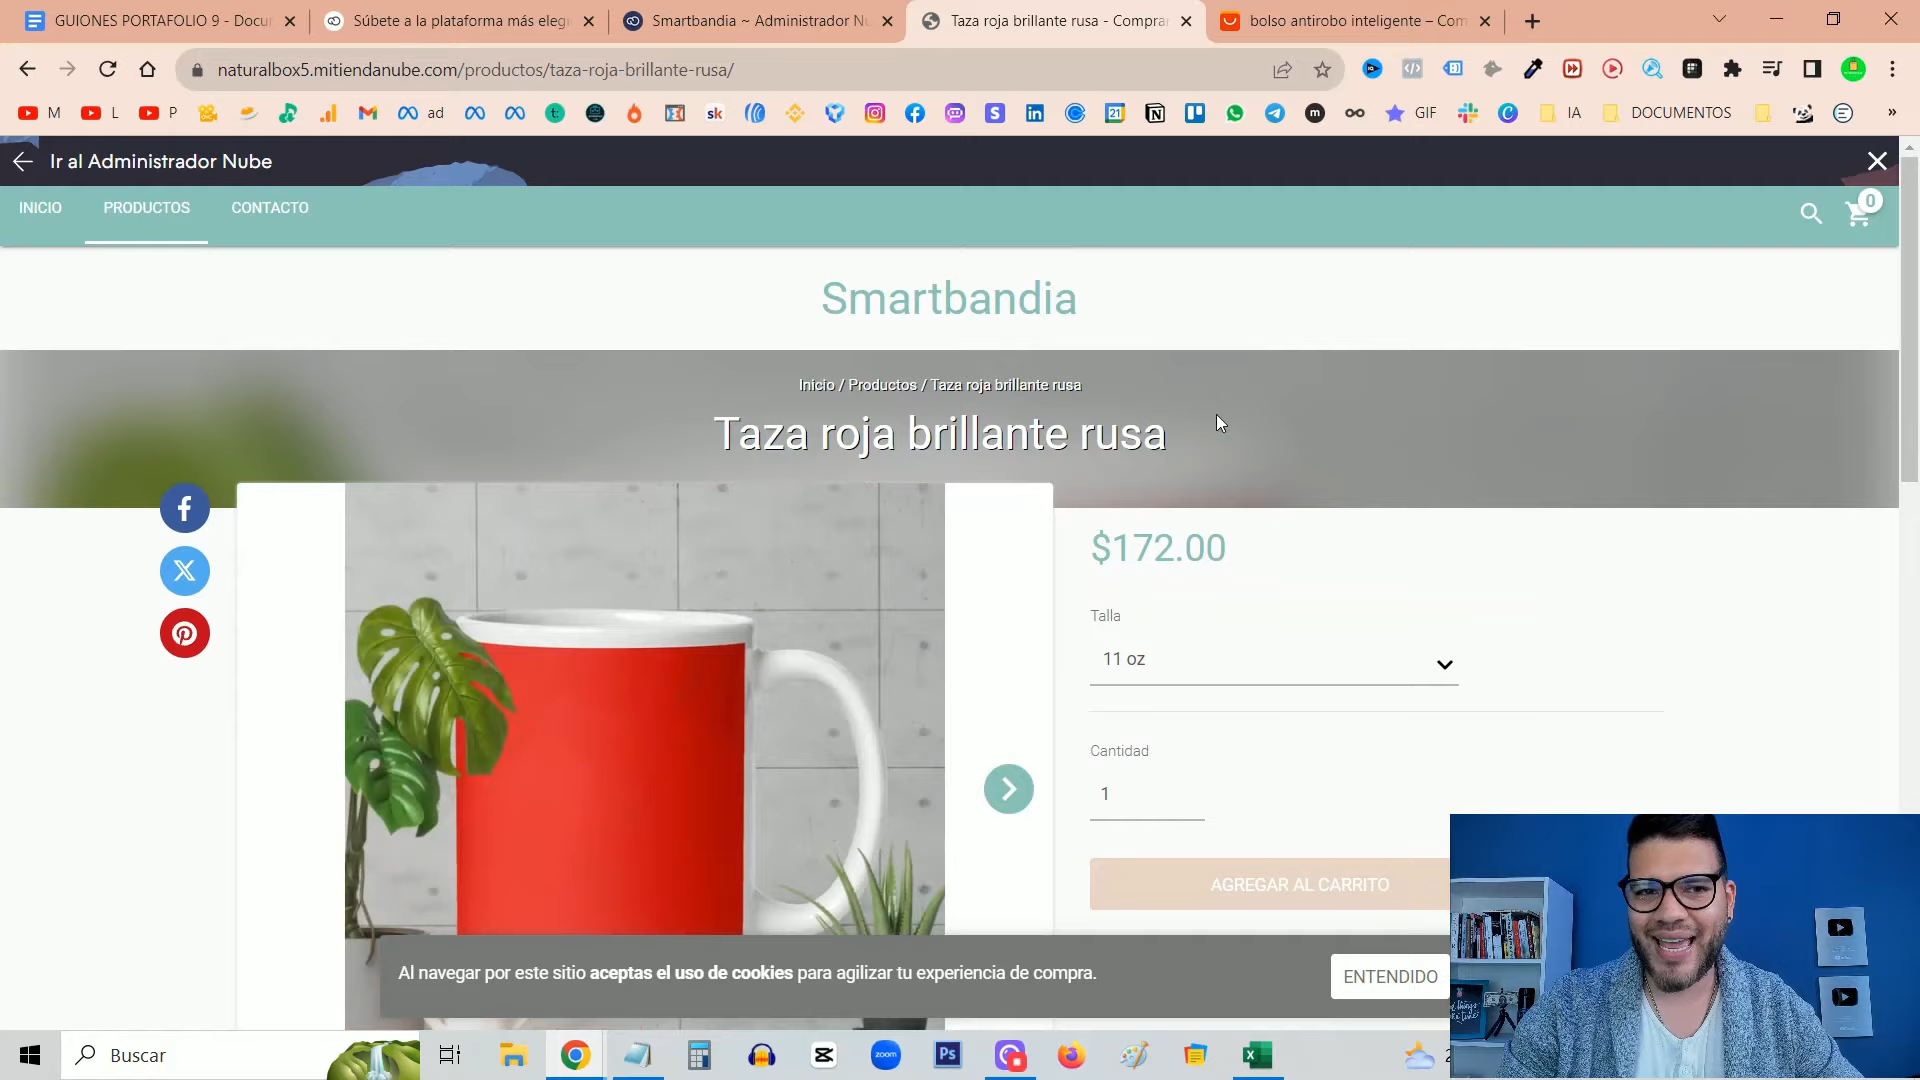 GUIONES PORTAFOLIO 9 - Docu
Súbete a la plataforma más eleg
Smartbandia ~ Administrador Nu
Taza roja brillante rusa - Comprar
bolso antirobo inteligente – Com
naturalbox5.mitiendanube.com/productos/taza-roja-brillante-rusa/
M
L
P
ad
sk
GIF
IA
DOCUMENTOS
»
Ir al Administrador Nube
INICIO
PRODUCTOS
CONTACTO
0
Smartbandia
Inicio / Productos / Taza roja brillante rusa
Taza roja brillante rusa
$172.00
Talla
11 oz
Cantidad
1
AGREGAR AL CARRITO
Al navegar por este sitio aceptas el uso de cookies para agilizar tu experiencia de compra.
ENTENDIDO
Buscar
zoom
Ps